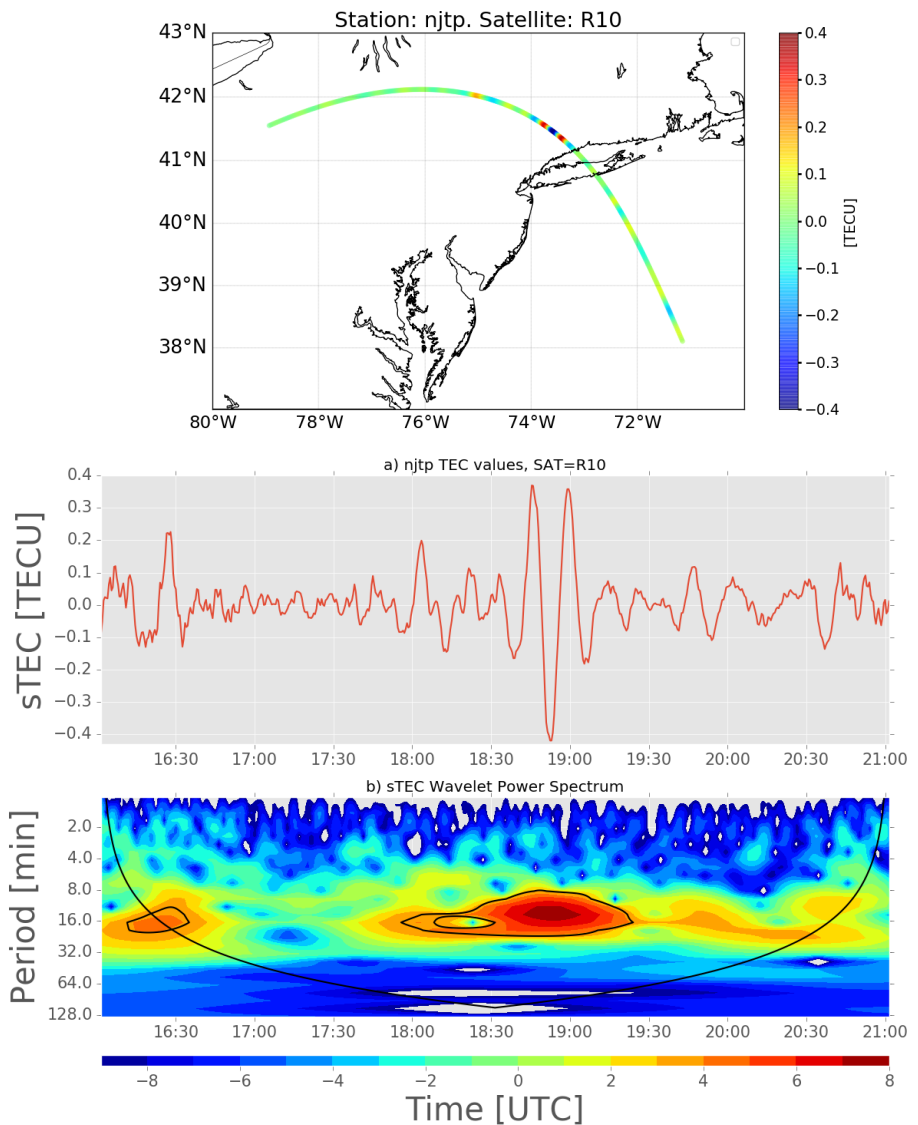 Station: njtp. Satellite: R10
43°N
42°N
41°N
40°N
39°N
38°N
80°W 78°W 76°W 74°W 72°W
0.4
0.3
0.2
0.1
0.0
−0.1
−0.2
−0.3
−0.4
[TECU]
a) njtp TEC values, SAT=R10
sTEC [TECU]
0.4
0.3
0.2
0.1
0.0
−0.1
−0.2
−0.3
−0.4
16:30 17:00 17:30 18:00 18:30 19:00 19:30 20:00 20:30 21:00
b) sTEC Wavelet Power Spectrum
Period [min]
2.0
4.0
8.0
16.0
32.0
64.0
128.0
16:30 17:00 17:30 18:00 18:30 19:00 19:30 20:00 20:30 21:00
−8 −6 −4 −2 0 2 4 6 8
Time [UTC]